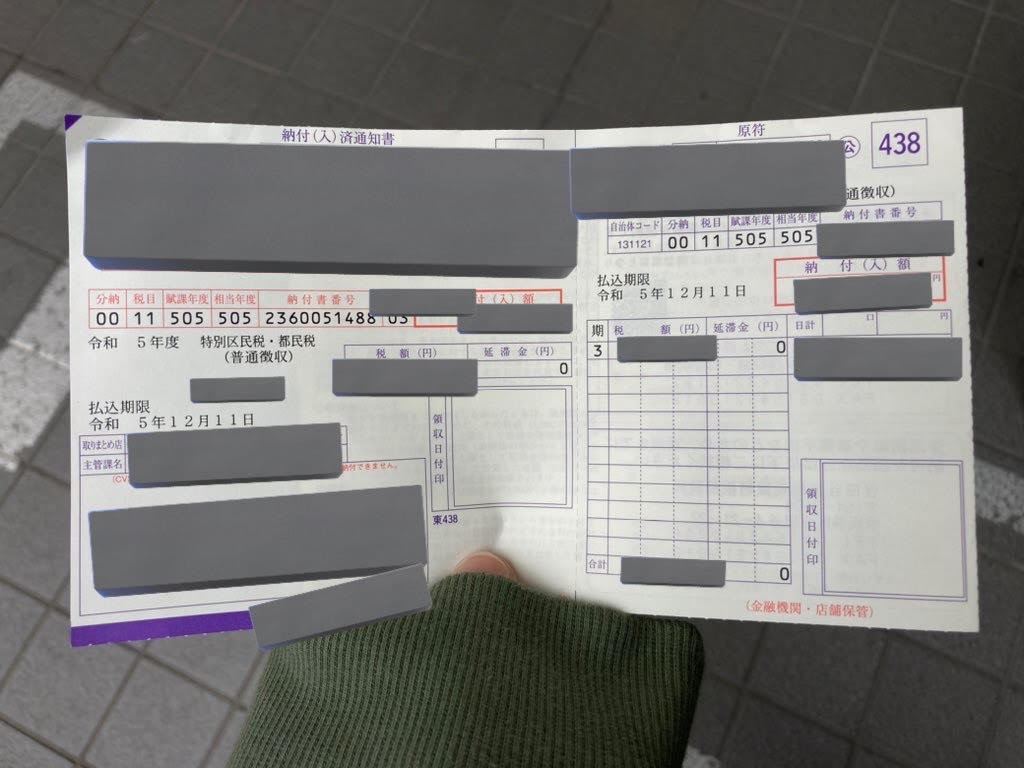 納付(入)済通知書
分納 税目 賦課年度 相当年度 納付書番号 付(入)額
00 11 505 505 2360051488 03
令和 5年度 特別区民税・都民税
(普通徴収)
税 額(円) 延滞金(円)
0
払込期限
令和 5年12月11日
取りまとめ店
主管課名
納付できません。
(CV
領収日付印
東438
原符
公 438
通徴収)
自治体コード 分納 税目 賦課年度 相当年度 納付書番号
131121 00 11 505 505
払込期限
令和 5年12月11日
納付(入)額
円
期 税 額(円) 延滞金(円) 日計 口 円
3 0
合計 0
領収日付印
(金融機関・店舗保管)